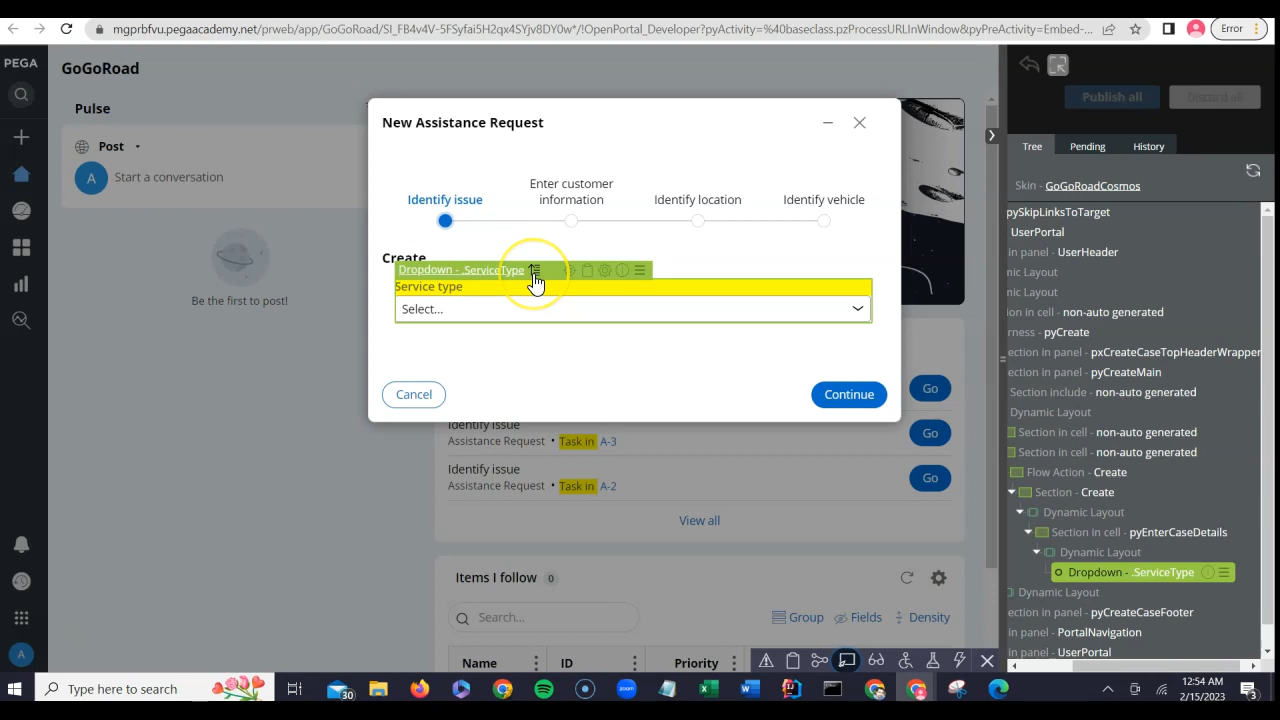 mgprbfvu.pegaacademy.net/prweb/app/GoGoRoad/SI_FB4v4V-5FSyfai5H2qx4SYjv8DY0w*/!OpenPortal_Developer?pyActivity=%40baseclass.pzProcessURLInWindow&pyPreActivity=Embed-...
Error
PEGA
GoGoRoad
Pulse
Post
A
Start a conversation
Be the first to post!
New Assistance Request
Identify issue
Enter customer information
Identify location
Identify vehicle
Create
Dropdown - .ServiceType
Service type
Select...
Cancel
Continue
Go
Identify issue
Assistance Request • Task in A-3
Go
Identify issue
Assistance Request • Task in A-2
Go
View all
Items I follow 0
Search...
Group
Fields
Density
Name
ID
Priority
A
Publish all
Discard all
Tree
Pending
History
Skin - GoGoRoadCosmos
pySkipLinksToTarget
UserPortal
in panel - UserHeader
mic Layout
mic Layout
ion in cell - non-auto generated
rness - pyCreate
ection in panel - pxCreateCaseTopHeaderWrapper
ection in panel - pyCreateMain
Section include - non-auto generated
Dynamic Layout
Section in cell - non-auto generated
Section in cell - non-auto generated
Flow Action - Create
Section - Create
Dynamic Layout
Section in cell - pyEnterCaseDetails
Dynamic Layout
Dropdown - .ServiceType
Dynamic Layout
ection in panel - pyCreateCaseFooter
in panel - PortalNavigation
in panel - UserPortal
Type here to search
30
zoom
12:54 AM
2/15/2023
3